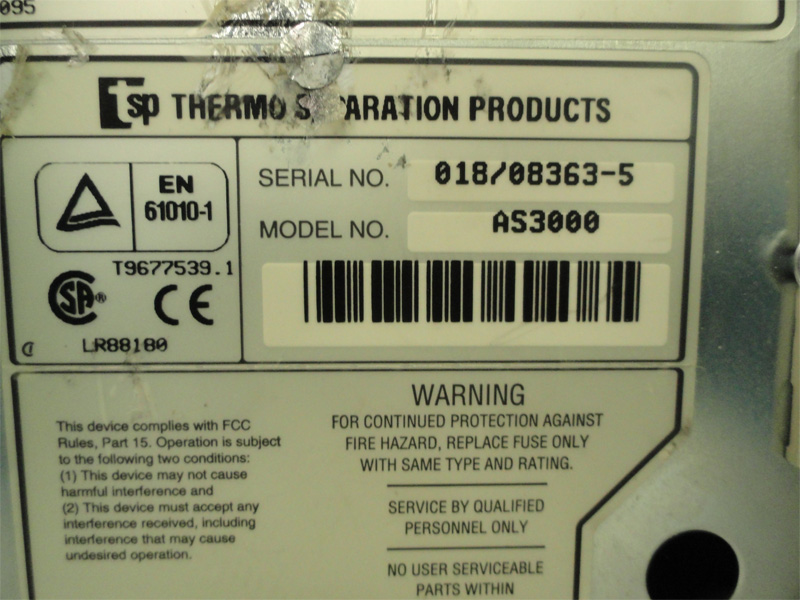 095
tsp THERMO SEPARATION PRODUCTS
EN
61010-1
SERIAL NO. 018/08363-5
MODEL NO. AS3000
T9677539.1
SA®
CE
LR88180
WARNING
FOR CONTINUED PROTECTION AGAINST
FIRE HAZARD, REPLACE FUSE ONLY
WITH SAME TYPE AND RATING.
SERVICE BY QUALIFIED
PERSONNEL ONLY
NO USER SERVICEABLE
PARTS WITHIN
This device complies with FCC
Rules, Part 15. Operation is subject
to the following two conditions:
(1) This device may not cause
harmful interference and
(2) This device must accept any
interference received, including
interference that may cause
undesired operation.